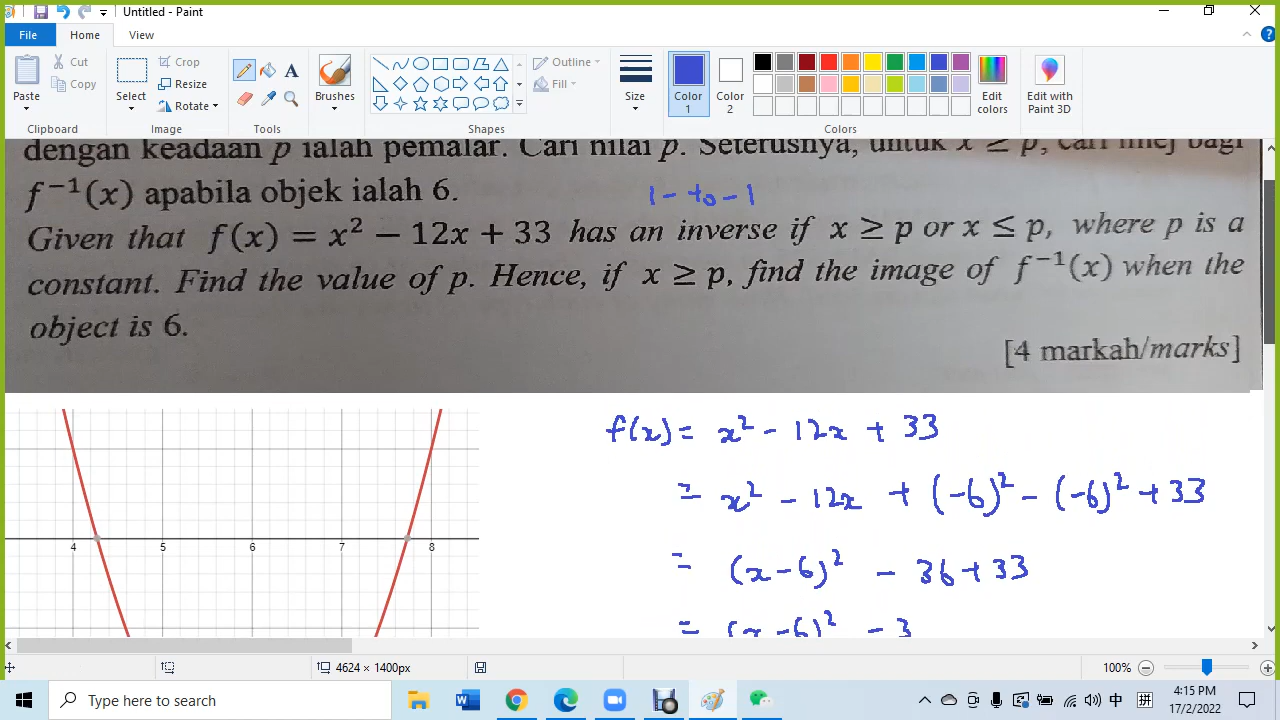 Untitled - Paint
File Home View
Paste
Cut
Copy
Clipboard
Select
Crop
Resize
Rotate
Image
Tools
Brushes
Outline
Fill
Shapes
Size
Color 1
Color 2
Edit colors
Edit with Paint 3D
Colors
dengan keadaan p ialah pemalar. Cari nilai p. Seterusnya, untuk x ≥ p, cari imej bagi
f⁻¹(x) apabila objek ialah 6.
1 - to - 1
Given that f(x) = x² − 12x + 33 has an inverse if x ≥ p or x ≤ p, where p is a
constant. Find the value of p. Hence, if x ≥ p, find the image of f⁻¹(x) when the
object is 6.
[4 markah/marks]
4 5 6 7 8
f(x) = x² - 12x + 33
= x² - 12x + (-6)² - (-6)² + 33
= (x-6)² - 36 + 33
= (x-6)² - 3
4624 × 1400px
100%
Type here to search
中
拼
4:15 PM
17/2/2022